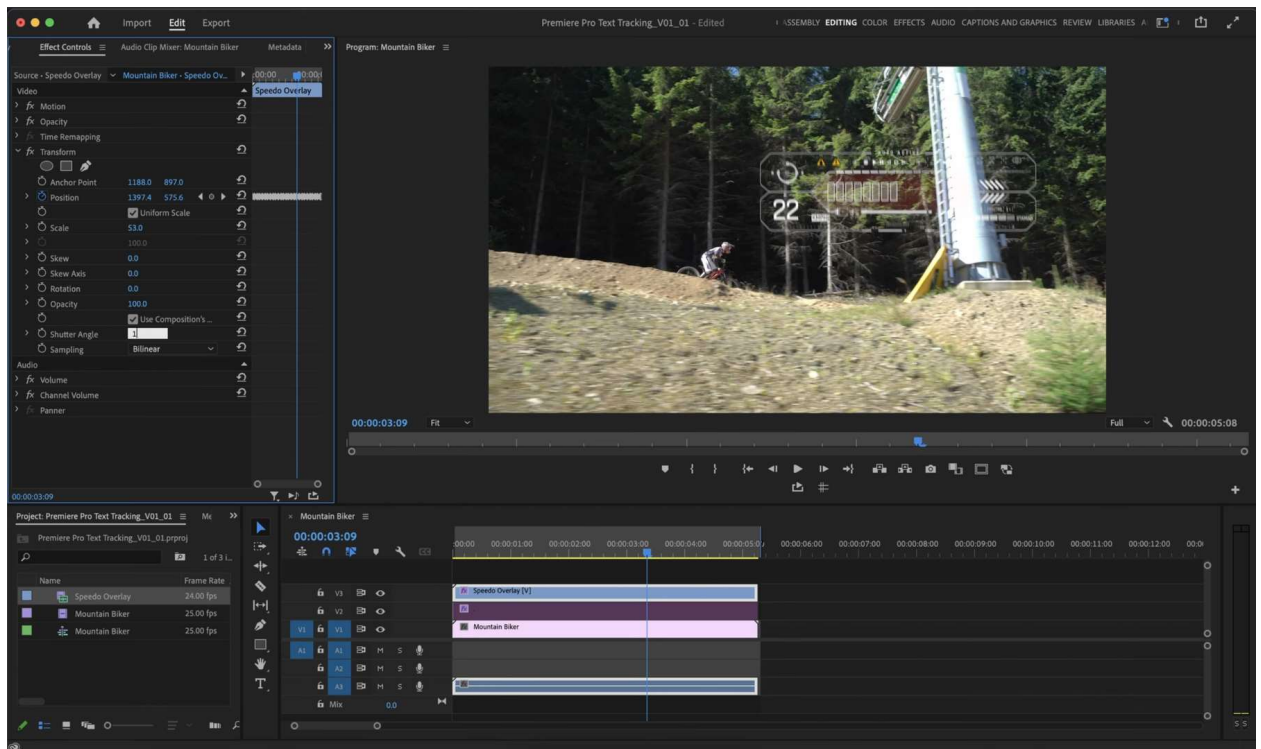 Import Edit Export
Premiere Pro Text Tracking_V01_01 - Edited
ASSEMBLY EDITING COLOR EFFECTS AUDIO CAPTIONS AND GRAPHICS REVIEW LIBRARIES
Effect Controls Audio Clip Mixer: Mountain Biker Metadata
Program: Mountain Biker
Source • Speedo Overlay Mountain Biker • Speedo Ov...
Video
Speedo Overlay
fx Motion
fx Opacity
fx Time Remapping
fx Transform
Anchor Point 1188.0 897.0
Position 1397.4 575.6
Uniform Scale
Scale 53.0
100.0
Skew 0.0
Skew Axis 0.0
Rotation 0.0
Opacity 100.0
Use Composition's ...
Shutter Angle 1
Sampling Bilinear
Audio
fx Volume
fx Channel Volume
fx Panner
22
00:00:03:09 Fit Full 00:00:05:08
00:00:03:09
Project: Premiere Pro Text Tracking_V01_01
Premiere Pro Text Tracking_V01_01.prproj
1 of 3 i...
Name Frame Rate
Speedo Overlay 24.00 fps
Mountain Biker 25.00 fps
Mountain Biker 25.00 fps
Mountain Biker
00:00:03:09
:00:00 00:00:01:00 00:00:02:00 00:00:03:00 00:00:04:00 00:00:05:0 00:00:06:00 00:00:07:00 00:00:08:00 00:00:09:00 00:00:10:00 00:00:11:00 00:00:12:00 00:0
V3 fx Speedo Overlay [V]
V2 fx
V1 V1 Mountain Biker
A1 A1 M S
A2 M S
A3 M S
Mix 0.0
S S